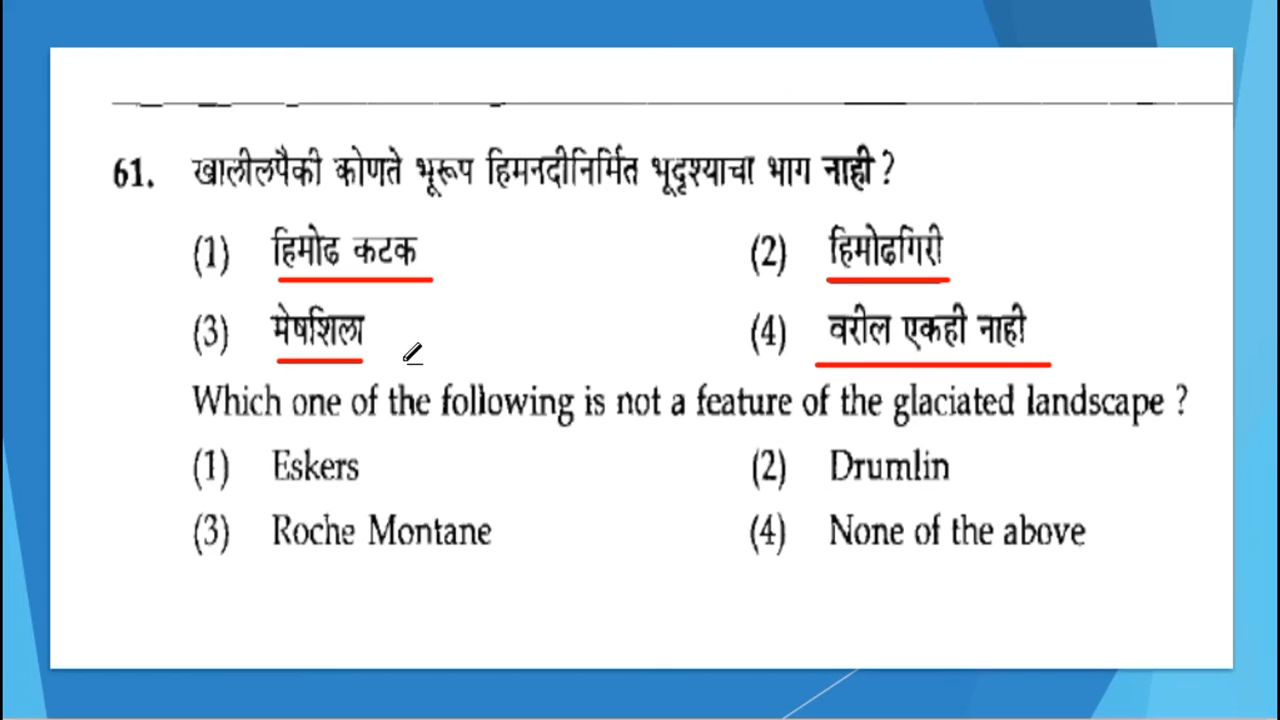 61. खालीलपैकी कोणते भूरूप हिमनदीनिर्मित भूदृश्याचा भाग नाही ?
(1) हिमोढ कटक (2) हिमोढगिरी
(3) मेषशिला (4) वरील एकही नाही
Which one of the following is not a feature of the glaciated landscape ?
(1) Eskers (2) Drumlin
(3) Roche Montane (4) None of the above